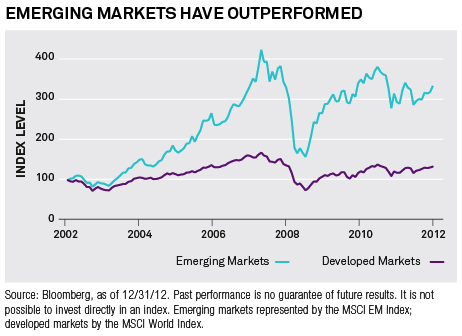 EMERGING MARKETS HAVE OUTPERFORMED
INDEX LEVEL
400
300
200
100
0
2002 2004 2006 2008 2010 2012
Emerging Markets Developed Markets
Source: Bloomberg, as of 12/31/12. Past performance is no guarantee of future results. It is not
possible to invest directly in an index. Emerging markets represented by the MSCI EM Index;
developed markets by the MSCI World Index.